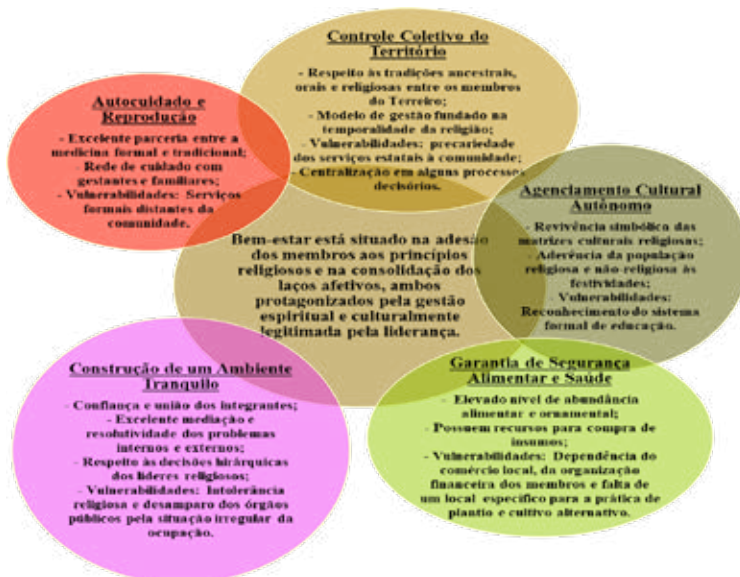 Controle Coletivo do
Território
- Respeito às tradições ancestrais,
orais e religiosas entre os membros
do Terreiro;
- Modelo de gestão fundado na
temporalidade da religião;
- Vulnerabilidades: precariedade
dos serviços estatais à comunidade;
- Centralização em alguns processos
decisórios.
Autocuidado e
Reprodução
- Excelente parceria entre a
medicina formal e tradicional;
- Rede de cuidado com
gestantes e familiares;
- Vulnerabilidades: Serviços
formais distantes da
comunidade.
Agenciamento Cultural
Autônomo
- Revivência simbólica das
matrizes culturais religiosas;
- Aderência da população
religiosa e não-religiosa às
festividades;
- Vulnerabilidades:
Reconhecimento do sistema
formal de educação.
Bem-estar está situado na adesão
dos membros aos princípios
religiosos e na consolidação dos
laços afetivos, ambos
protagonizados pela gestão
espiritual e culturalmente
legitimada pela liderança.
Construção de um Ambiente
Tranquilo
- Confiança e união dos integrantes;
- Excelente mediação e
resolutividade dos problemas
internos e externos;
- Respeito às decisões hirárquicas
dos líderes religiosos;
- Vulnerabilidades: Intolerância
religiosa e desamparo dos órgãos
públicos pela situação irregular da
ocupação.
Garantia de Segurança
Alimentar e Saúde
- Elevado nível de abundância
alimentar e ornamental;
- Possuem recursos para compra de
insumos;
- Vulnerabilidades: Dependência do
comércio local, da organização
financeira dos membros e falta de
um local específico para a prática de
plantio e cultivo alternativo.